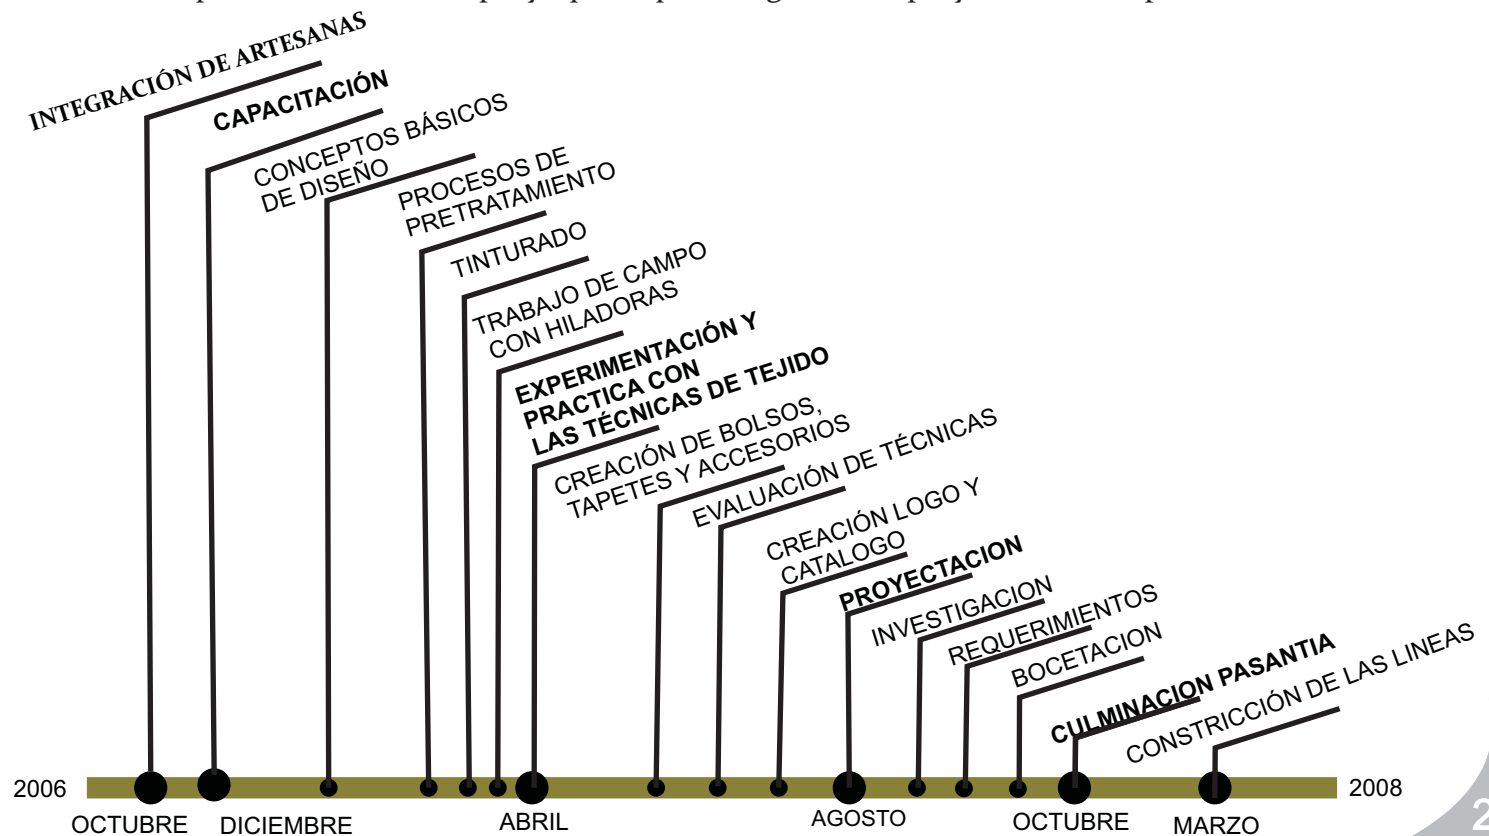 INTEGRACIÓN DE ARTESANAS
CAPACITACIÓN
CONCEPTOS BÁSICOS
DE DISEÑO
PROCESOS DE
PRETRATAMIENTO
TINTURADO
TRABAJO DE CAMPO
CON HILADORAS
EXPERIMENTACIÓN Y
PRACTICA CON
LAS TÉCNICAS DE TEJIDO
CREACIÓN DE BOLSOS,
TAPETES Y ACCESORIOS
EVALUACIÓN DE TÉCNICAS
CREACIÓN LOGO Y
CATALOGO
PROYECTACION
INVESTIGACION
REQUERIMIENTOS
BOCETACION
CULMINACION PASANTIA
CONSTRICCIÓN DE LAS LINEAS
2006
2008
OCTUBRE
DICIEMBRE
ABRIL
AGOSTO
OCTUBRE
MARZO
2